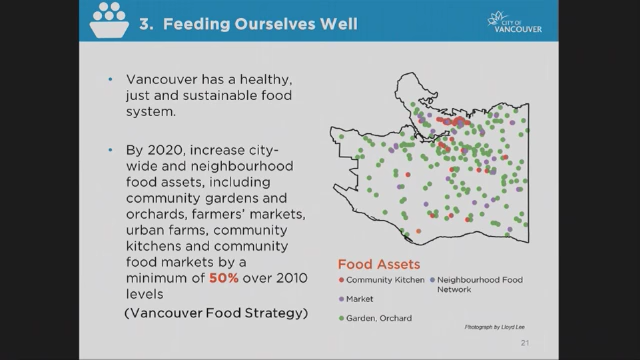 3. Feeding Ourselves Well
CITY OF
VANCOUVER
• Vancouver has a healthy,
just and sustainable food
system.
• By 2020, increase city-
wide and neighbourhood
food assets, including
community gardens and
orchards, farmers' markets,
urban farms, community
kitchens and community
food markets by a
minimum of 50% over 2010
levels
(Vancouver Food Strategy)
Food Assets
Community Kitchen
Neighbourhood Food
Network
Market
Garden, Orchard
Photograph by Lloyd Lee
21